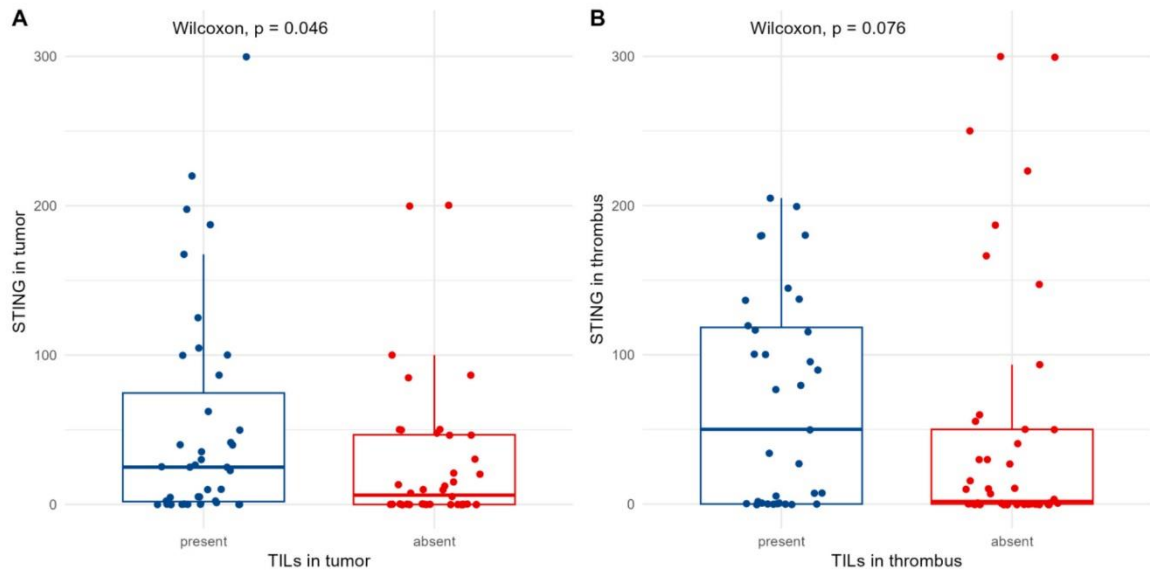 A
Wilcoxon, p = 0.046
300
200
100
0
STING in tumor
present
absent
TILs in tumor
B
Wilcoxon, p = 0.076
300
200
100
0
STING in thrombus
present
absent
TILs in thrombus